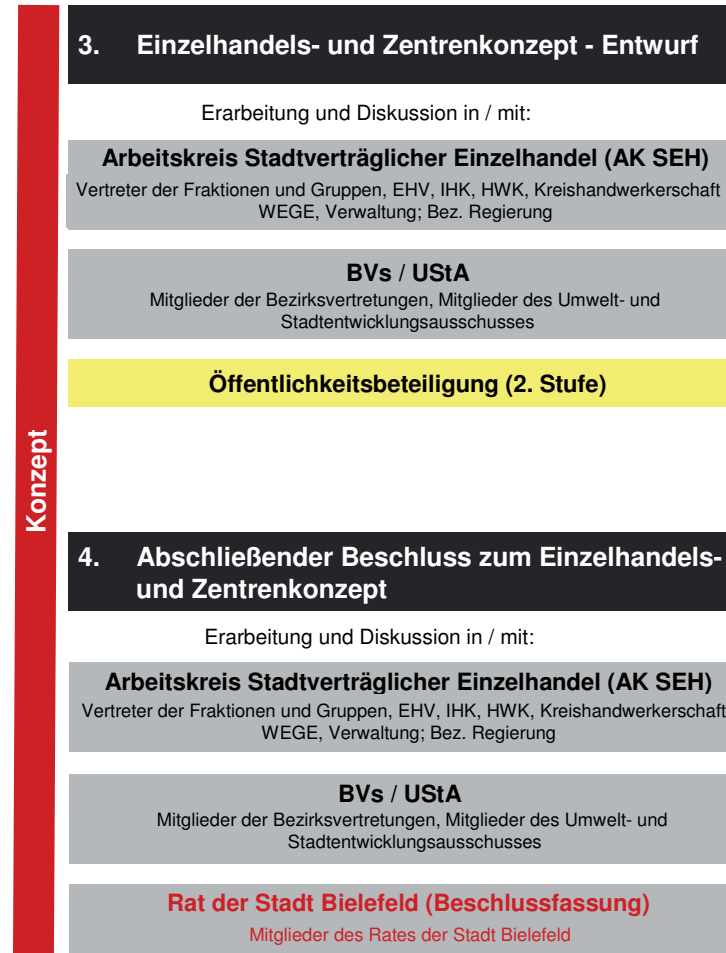 Konzept
3. Einzelhandels- und Zentrenkonzept - Entwurf
Erarbeitung und Diskussion in / mit:
Arbeitskreis Stadtverträglicher Einzelhandel (AK SEH)
Vertreter der Fraktionen und Gruppen, EHV, IHK, HWK, Kreishandwerkerschaft
WEGE, Verwaltung; Bez. Regierung
BVs / UStA
Mitglieder der Bezirksvertretungen, Mitglieder des Umwelt- und
Stadtentwicklungsausschusses
Öffentlichkeitsbeteiligung (2. Stufe)
4. Abschließender Beschluss zum Einzelhandels-
und Zentrenkonzept
Erarbeitung und Diskussion in / mit:
Arbeitskreis Stadtverträglicher Einzelhandel (AK SEH)
Vertreter der Fraktionen und Gruppen, EHV, IHK, HWK, Kreishandwerkerschaft
WEGE, Verwaltung; Bez. Regierung
BVs / UStA
Mitglieder der Bezirksvertretungen, Mitglieder des Umwelt- und
Stadtentwicklungsausschusses
Rat der Stadt Bielefeld (Beschlussfassung)
Mitglieder des Rates der Stadt Bielefeld